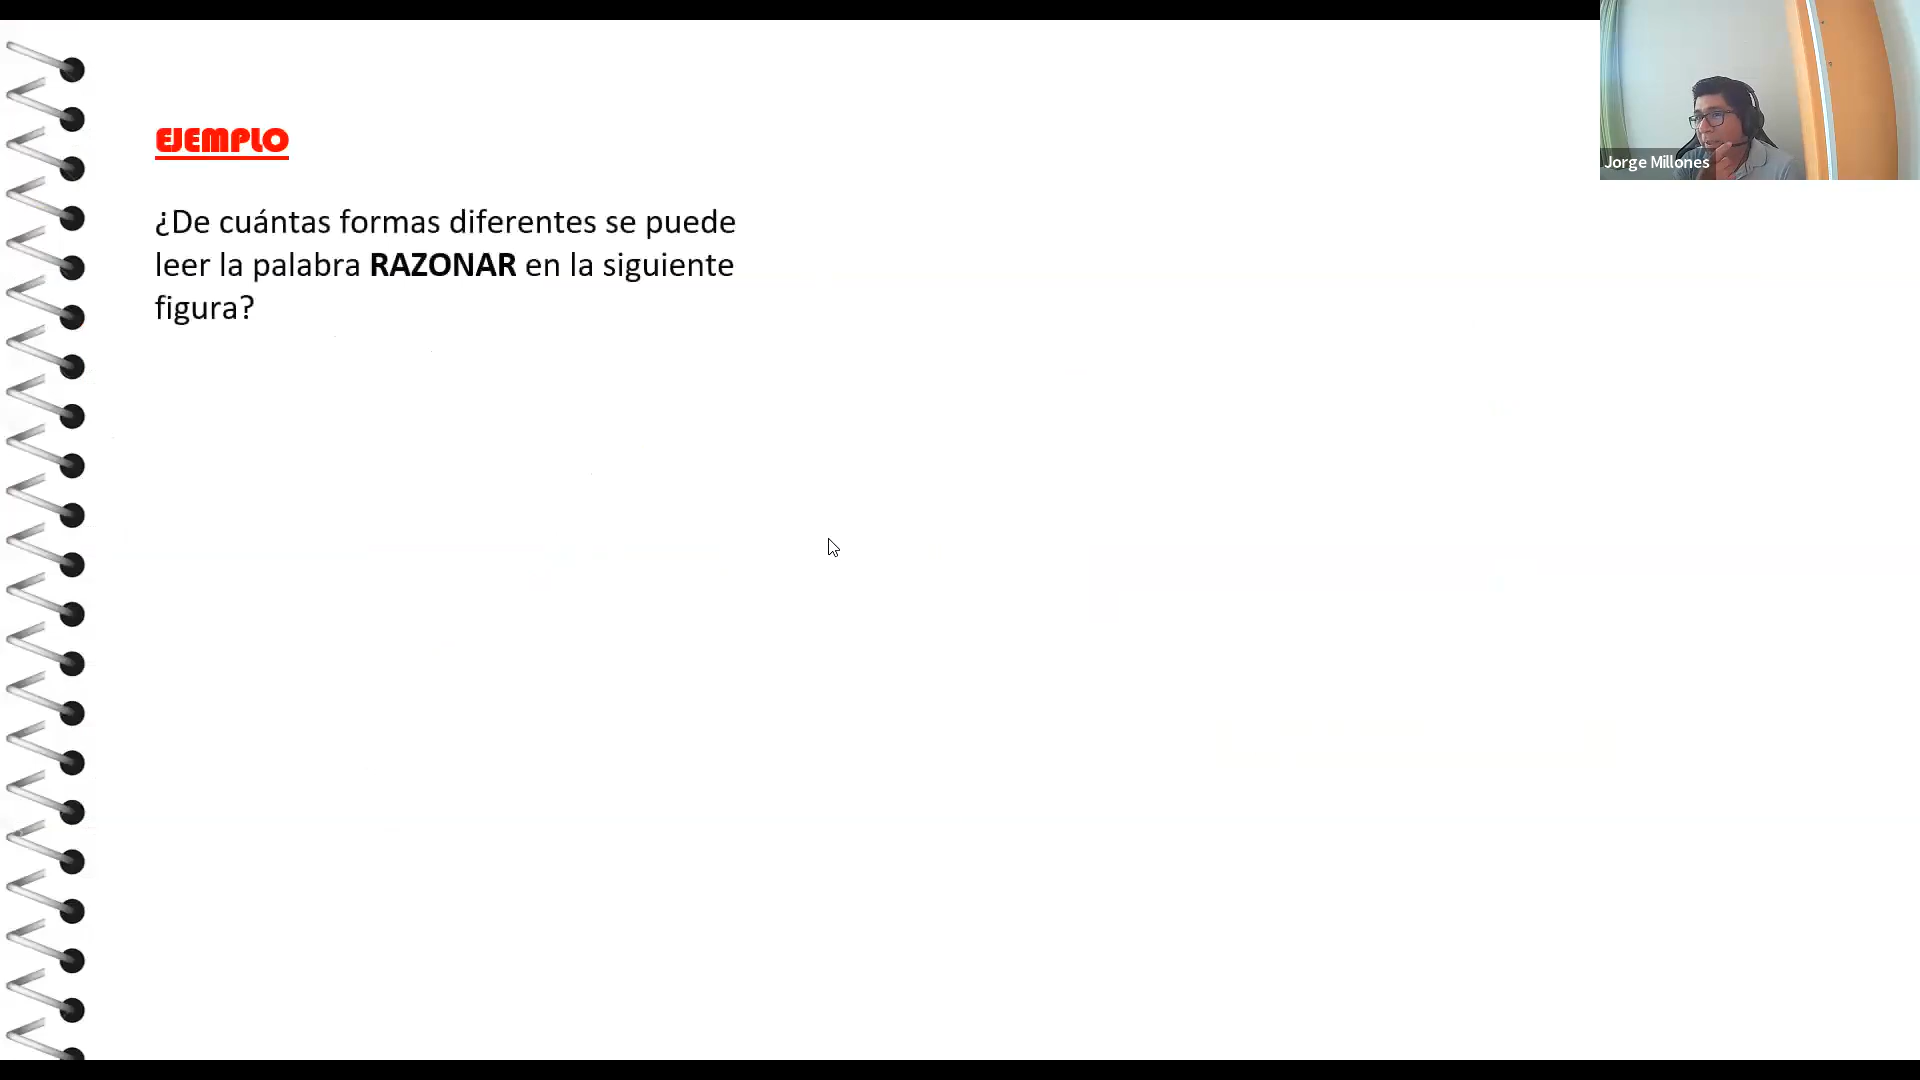 EJEMPLO
¿De cuántas formas diferentes se puede
leer la palabra RAZONAR en la siguiente
figura?
Jorge Millones